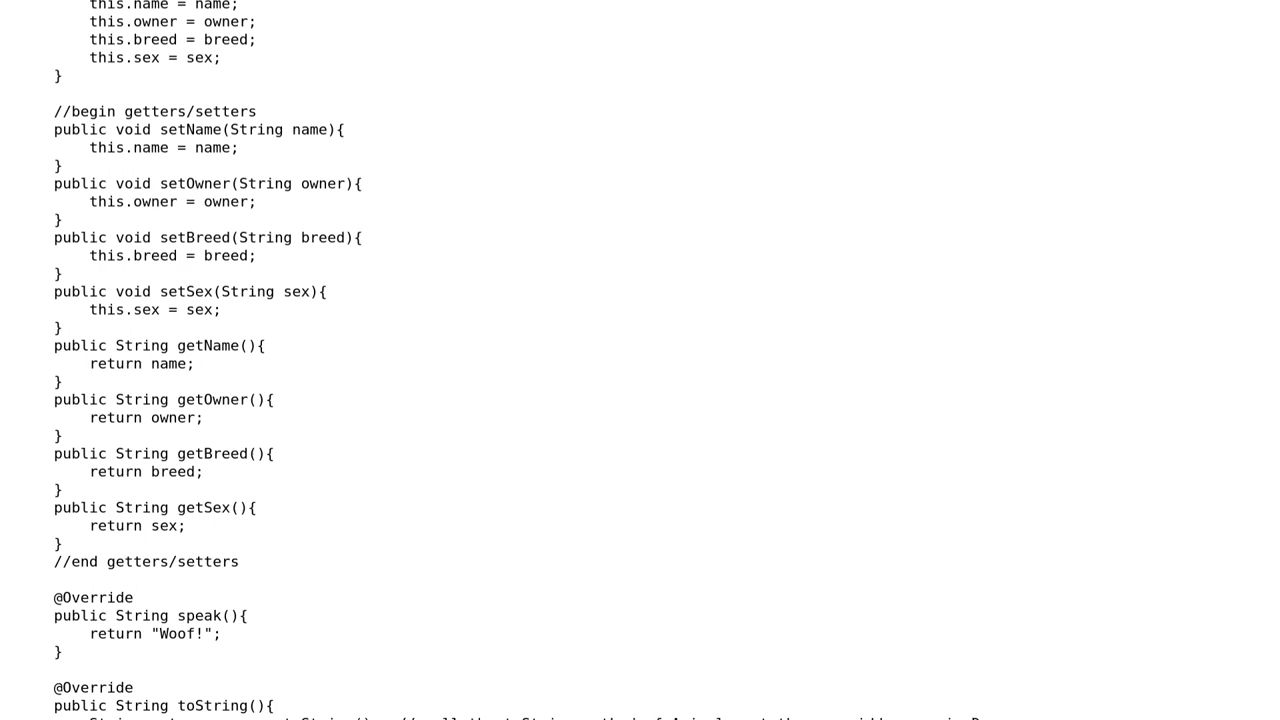 this.name = name;
this.owner = owner;
this.breed = breed;
this.sex = sex;
}
//begin getters/setters
public void setName(String name){
this.name = name;
}
public void setOwner(String owner){
this.owner = owner;
}
public void setBreed(String breed){
this.breed = breed;
}
public void setSex(String sex){
this.sex = sex;
}
public String getName(){
return name;
}
public String getOwner(){
return owner;
}
public String getBreed(){
return breed;
}
public String getSex(){
return sex;
}
//end getters/setters
@Override
public String speak(){
return "Woof!";
}
@Override
public String toString(){